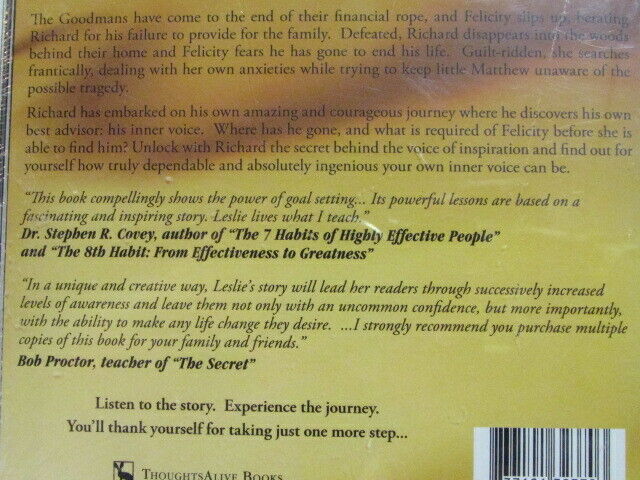 The Goodmans have come to the end of their financial rope, and Felicity slips up, berating
Richard for his failure to provide for the family. Defeated, Richard disappears into the woods
behind their home and Felicity fears he has gone to end his life. Guilt-ridden, she searches
frantically, dealing with her own anxieties while trying to keep little Matthew unaware of the
possible tragedy.
Richard has embarked on his own amazing and courageous journey where he discovers his own
best advisor: his inner voice. Where has he gone, and what is required of Felicity before she is
able to find him? Unlock with Richard the secret behind the voice of inspiration and find out for
yourself how truly dependable and absolutely ingenious your own inner voice can be.
"This book compellingly shows the power of goal setting... Its powerful lessons are based on a
fascinating and inspiring story. Leslie lives what I teach."
Dr. Stephen R. Covey, author of "The 7 Habits of Highly Effective People"
and "The 8th Habit: From Effectiveness to Greatness"
"In a unique and creative way, Leslie's story will lead her readers through successively increased
levels of awareness and leave them not only with an uncommon confidence, but more importantly,
with the ability to make any life change they desire. ...I strongly recommend you purchase multiple
copies of this book for your family and friends."
Bob Proctor, teacher of "The Secret"
Listen to the story. Experience the journey.
You'll thank yourself for taking just one more step...
ThoughtsAlive Books